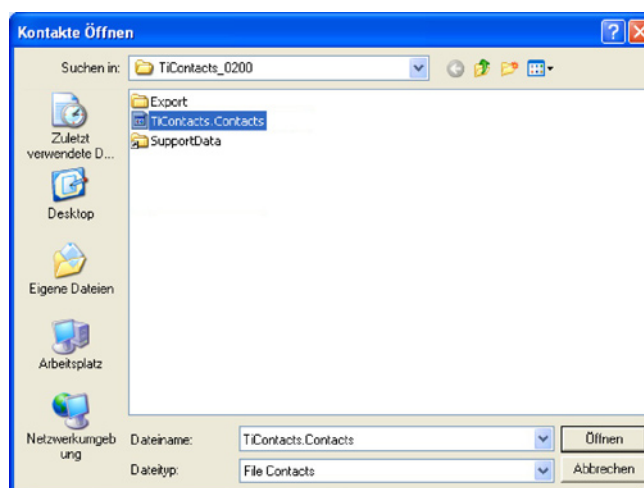 Kontakte Öffnen
Suchen in: TiContacts_0200
Export
TiContacts.Contacts
SupportData
Zuletzt
verwendete D...
Desktop
Eigene Dateien
Arbeitsplatz
Netzwerkumgeb
ung
Dateiname: TiContacts.Contacts Öffnen
Dateityp: File Contacts Abbrechen